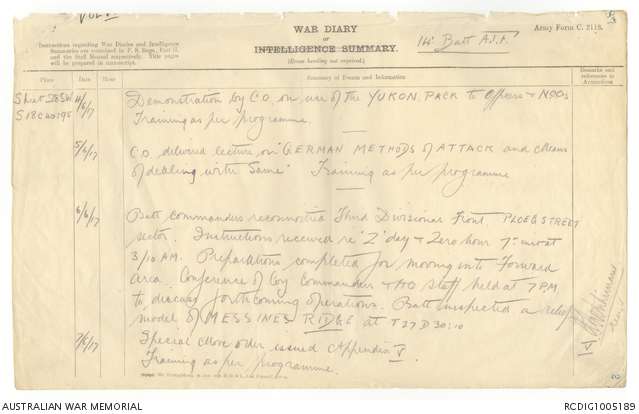 WAR DIARY
OR
INTELLIGENCE SUMMARY.
(Erase heading not required.)
Army Form C. 2118.
Batt A.I.F.
Instructions regarding War Diaries and Intelligence
Summaries are contained in F. S. Regs., Part II.
and the Staff Manual respectively. Title pages
will be prepared in manuscript.
Place Date Hour Summary of Events and Information Remarks and references to Appendices
Sheet 28 SW 4/6/17 Demonstration by C.O. on use of the YUKON PACK to Officers & NCOs
Training as per programme.
5/6/17 C.O. delivered lecture on "GERMAN METHODS of ATTACK and Means
of dealing with same" Training as per programme
6/6/17 Batt Commanders reconnoitred Third Divisional Front PLOEGSTREET
sector. Instructions received re "Z" day & Zero hour 7th inst at
3/10 AM. Preparations completed for moving into Forward
Area. Conference of Coy Commanders & HQ Staff held at 7 PM
to discuss forthcoming operations. Batt inspected a relief
model of MESSINES RIDGE at T27 D 30:10
7/6/17 Special Move order issued Appendix V
Training as per programme.
V
AUSTRALIAN WAR MEMORIAL
RCDIG1005189